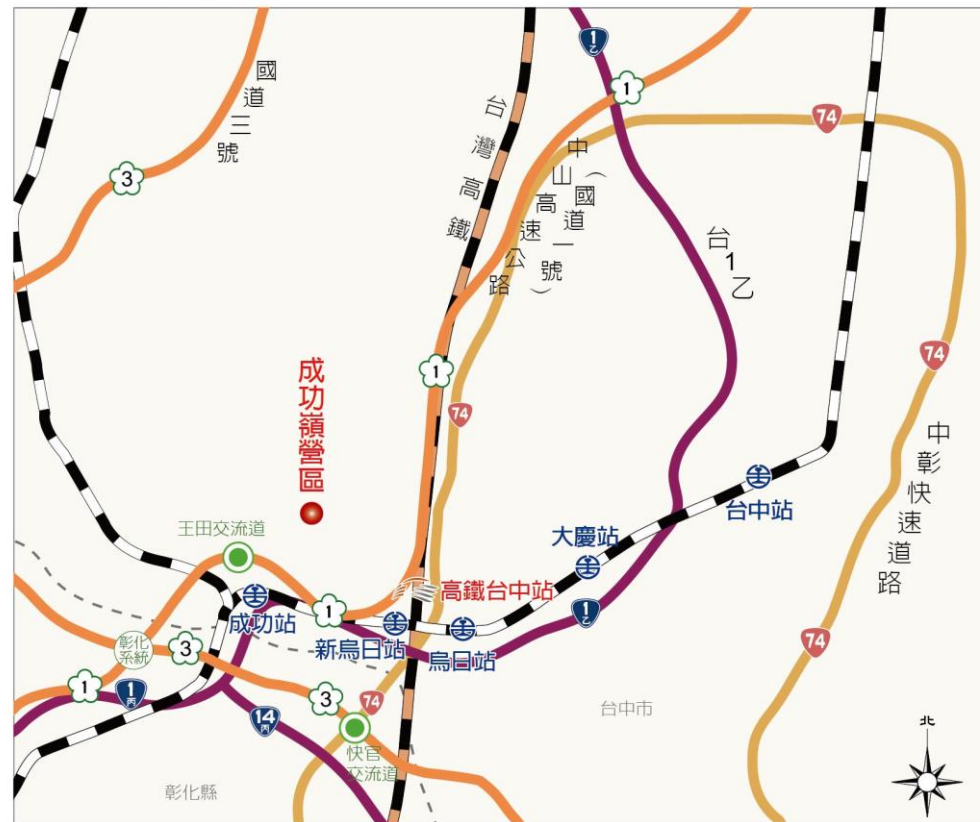 國道三號
3
台灣高鐵
1乙
1
74
中山高速公路
(國道一號)
台1乙
1
74
74
中彰快速道路
成功嶺營區
王田交流道
大慶站
台中站
高鐵台中站
成功站
1
新烏日站
烏日站
1乙
彰化
系統
3
1
1丙
14丙
3
74
快官
交流道
74
台中市
彰化縣
北